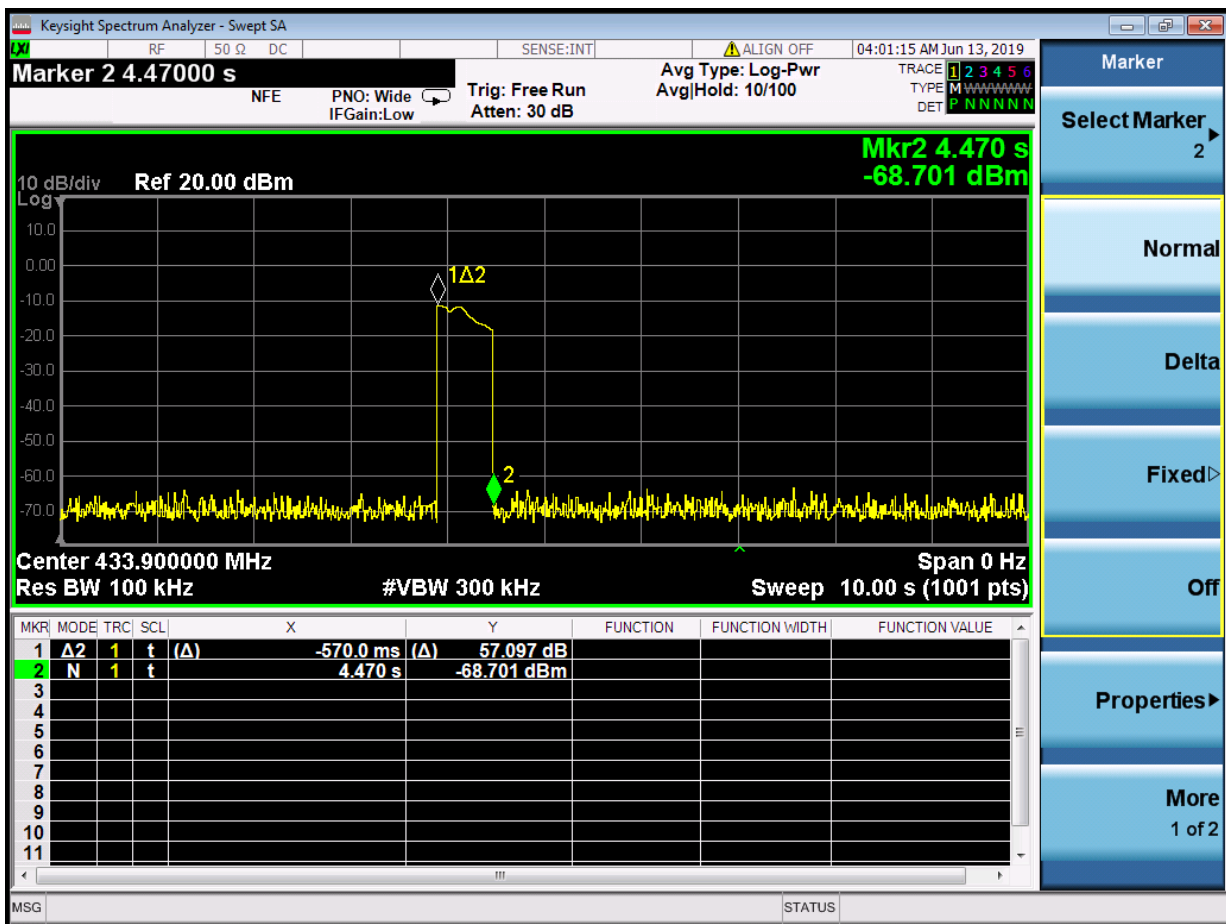 Keysight Spectrum Analyzer - Swept SA
LXI RF 50 Ω DC SENSE:INT ALIGN OFF 04:01:15 AM Jun 13, 2019
Marker 2 4.47000 s
NFE
PNO: Wide
IFGain:Low
Trig: Free Run
Atten: 30 dB
Avg Type: Log-Pwr
Avg|Hold: 10/100
TRACE 1 2 3 4 5 6
TYPE M W W W W W
DET P N N N N N
Mkr2 4.470 s
-68.701 dBm
10 dB/div Ref 20.00 dBm
Log
10.0
0.00
-10.0
-20.0
-30.0
-40.0
-50.0
-60.0
-70.0
1Δ2
2
Center 433.900000 MHz Span 0 Hz
Res BW 100 kHz #VBW 300 kHz Sweep 10.00 s (1001 pts)
MKR MODE TRC SCL X Y FUNCTION FUNCTION WIDTH FUNCTION VALUE
1 Δ2 1 t (Δ) -570.0 ms (Δ) 57.097 dB
2 N 1 t 4.470 s -68.701 dBm
3
4
5
6
7
8
9
10
11
MSG STATUS
Marker
Select Marker
2
Normal
Delta
Fixed
Off
Properties
More
1 of 2